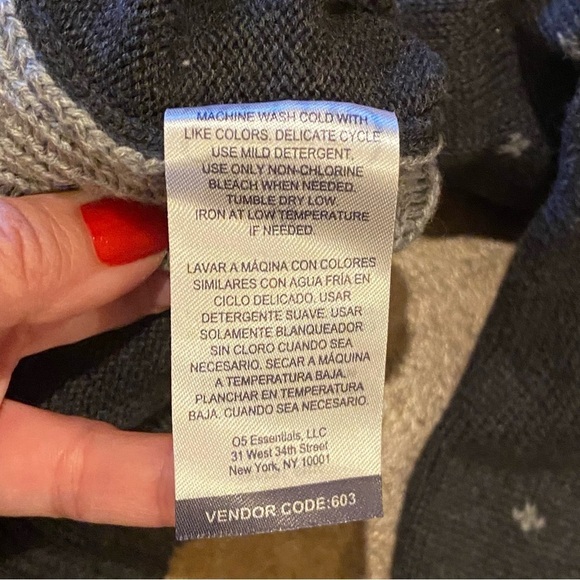 MACHINE WASH COLD WITH
LIKE COLORS. DELICATE CYCLE
USE MILD DETERGENT.
USE ONLY NON-CHLORINE
BLEACH WHEN NEEDED.
TUMBLE DRY LOW.
IRON AT LOW TEMPERATURE
IF NEEDED.
LAVAR A MÁQINA CON COLORES
SIMILARES CON AGUA FRÍA EN
CICLO DELICADO. USAR
DETERGENTE SUAVE. USAR
SOLAMENTE BLANQUEADOR
SIN CLORO CUANDO SEA
NECESARIO. SECAR A MÁQUINA
A TEMPERATURA BAJA.
PLANCHAR EN TEMPERATURA
BAJA. CUANDO SEA NECESARIO.
O5 Essentials, LLC
31 West 34th Street
New York, NY 10001
VENDOR CODE:603